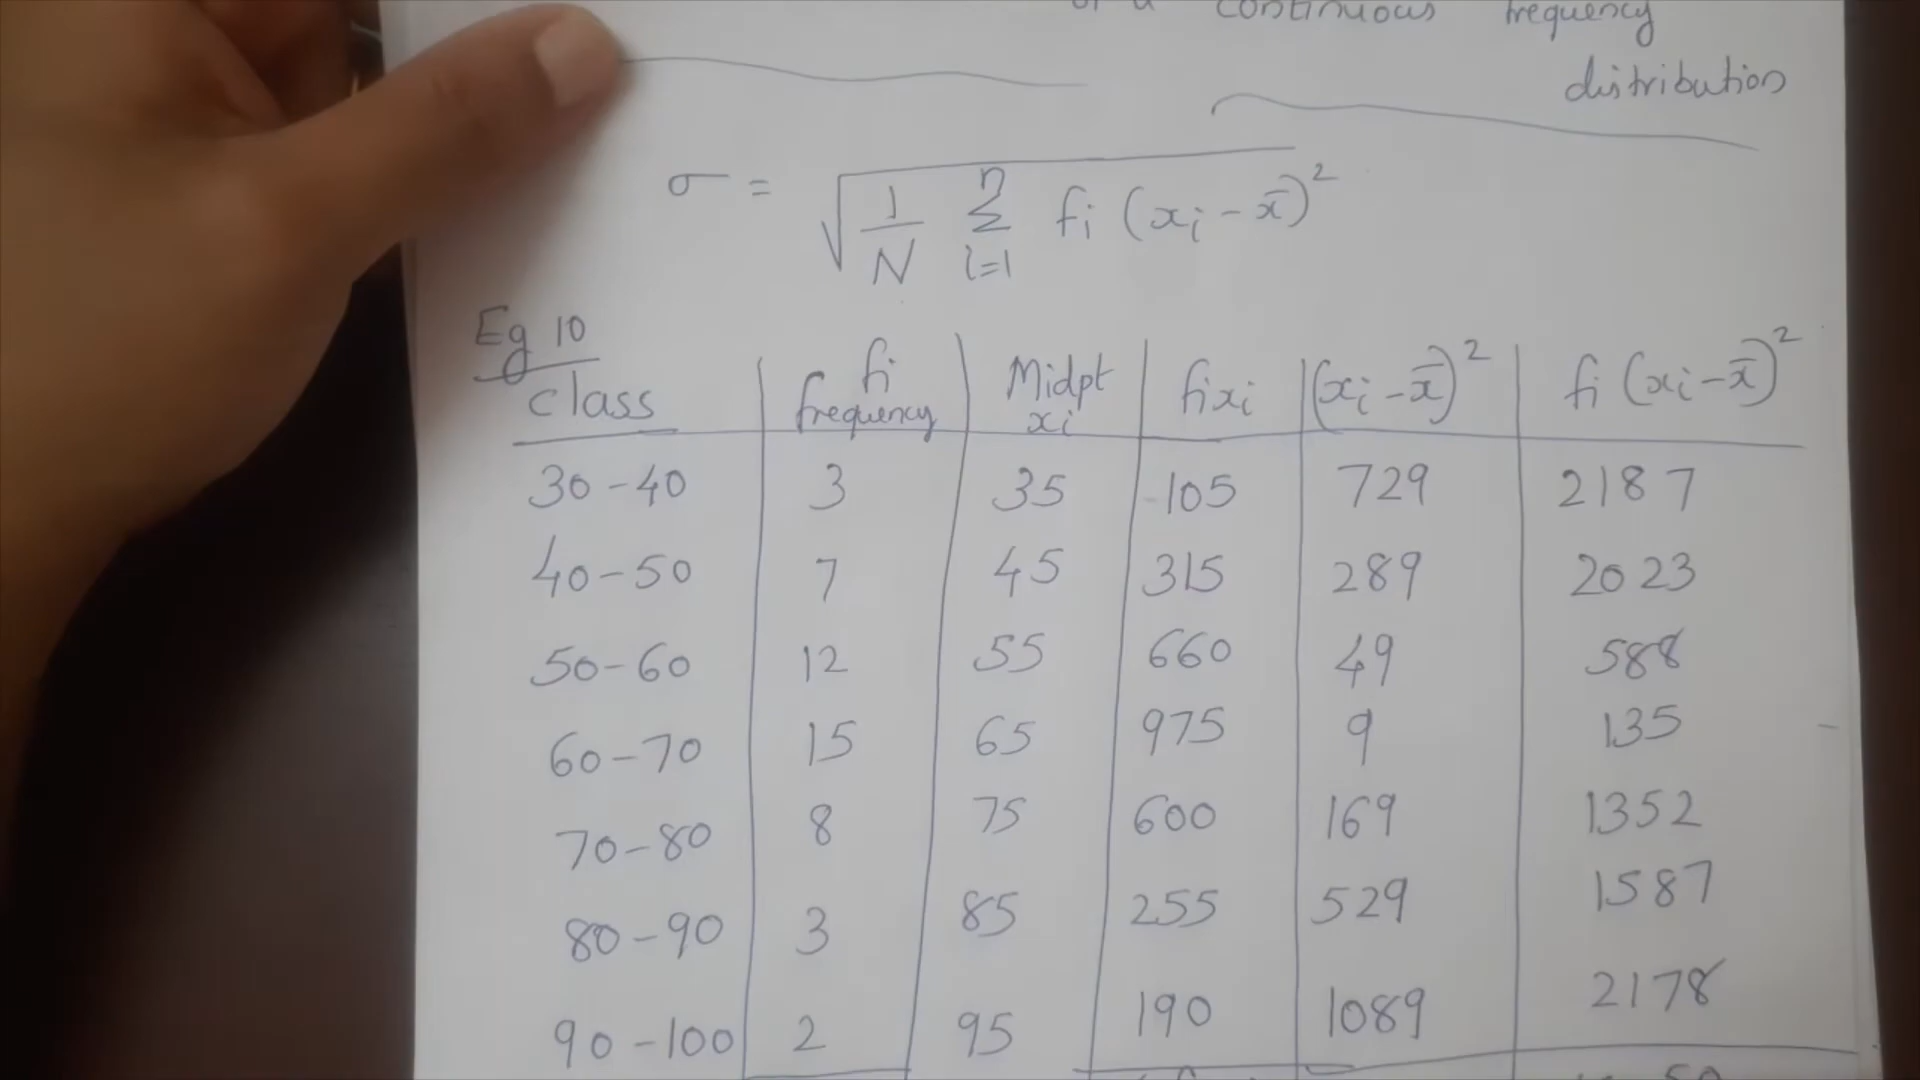 continuous frequency
distribution
σ = √(1/N Σ i=1 n fi (xi - x̄)²)
Eg 10
class | fi frequency | Midpt xi | fixi | (xi - x̄)² | fi (xi - x̄)²
30-40 | 3 | 35 | 105 | 729 | 2187
40-50 | 7 | 45 | 315 | 289 | 2023
50-60 | 12 | 55 | 660 | 49 | 588
60-70 | 15 | 65 | 975 | 9 | 135
70-80 | 8 | 75 | 600 | 169 | 1352
80-90 | 3 | 85 | 255 | 529 | 1587
90-100 | 2 | 95 | 190 | 1089 | 2178